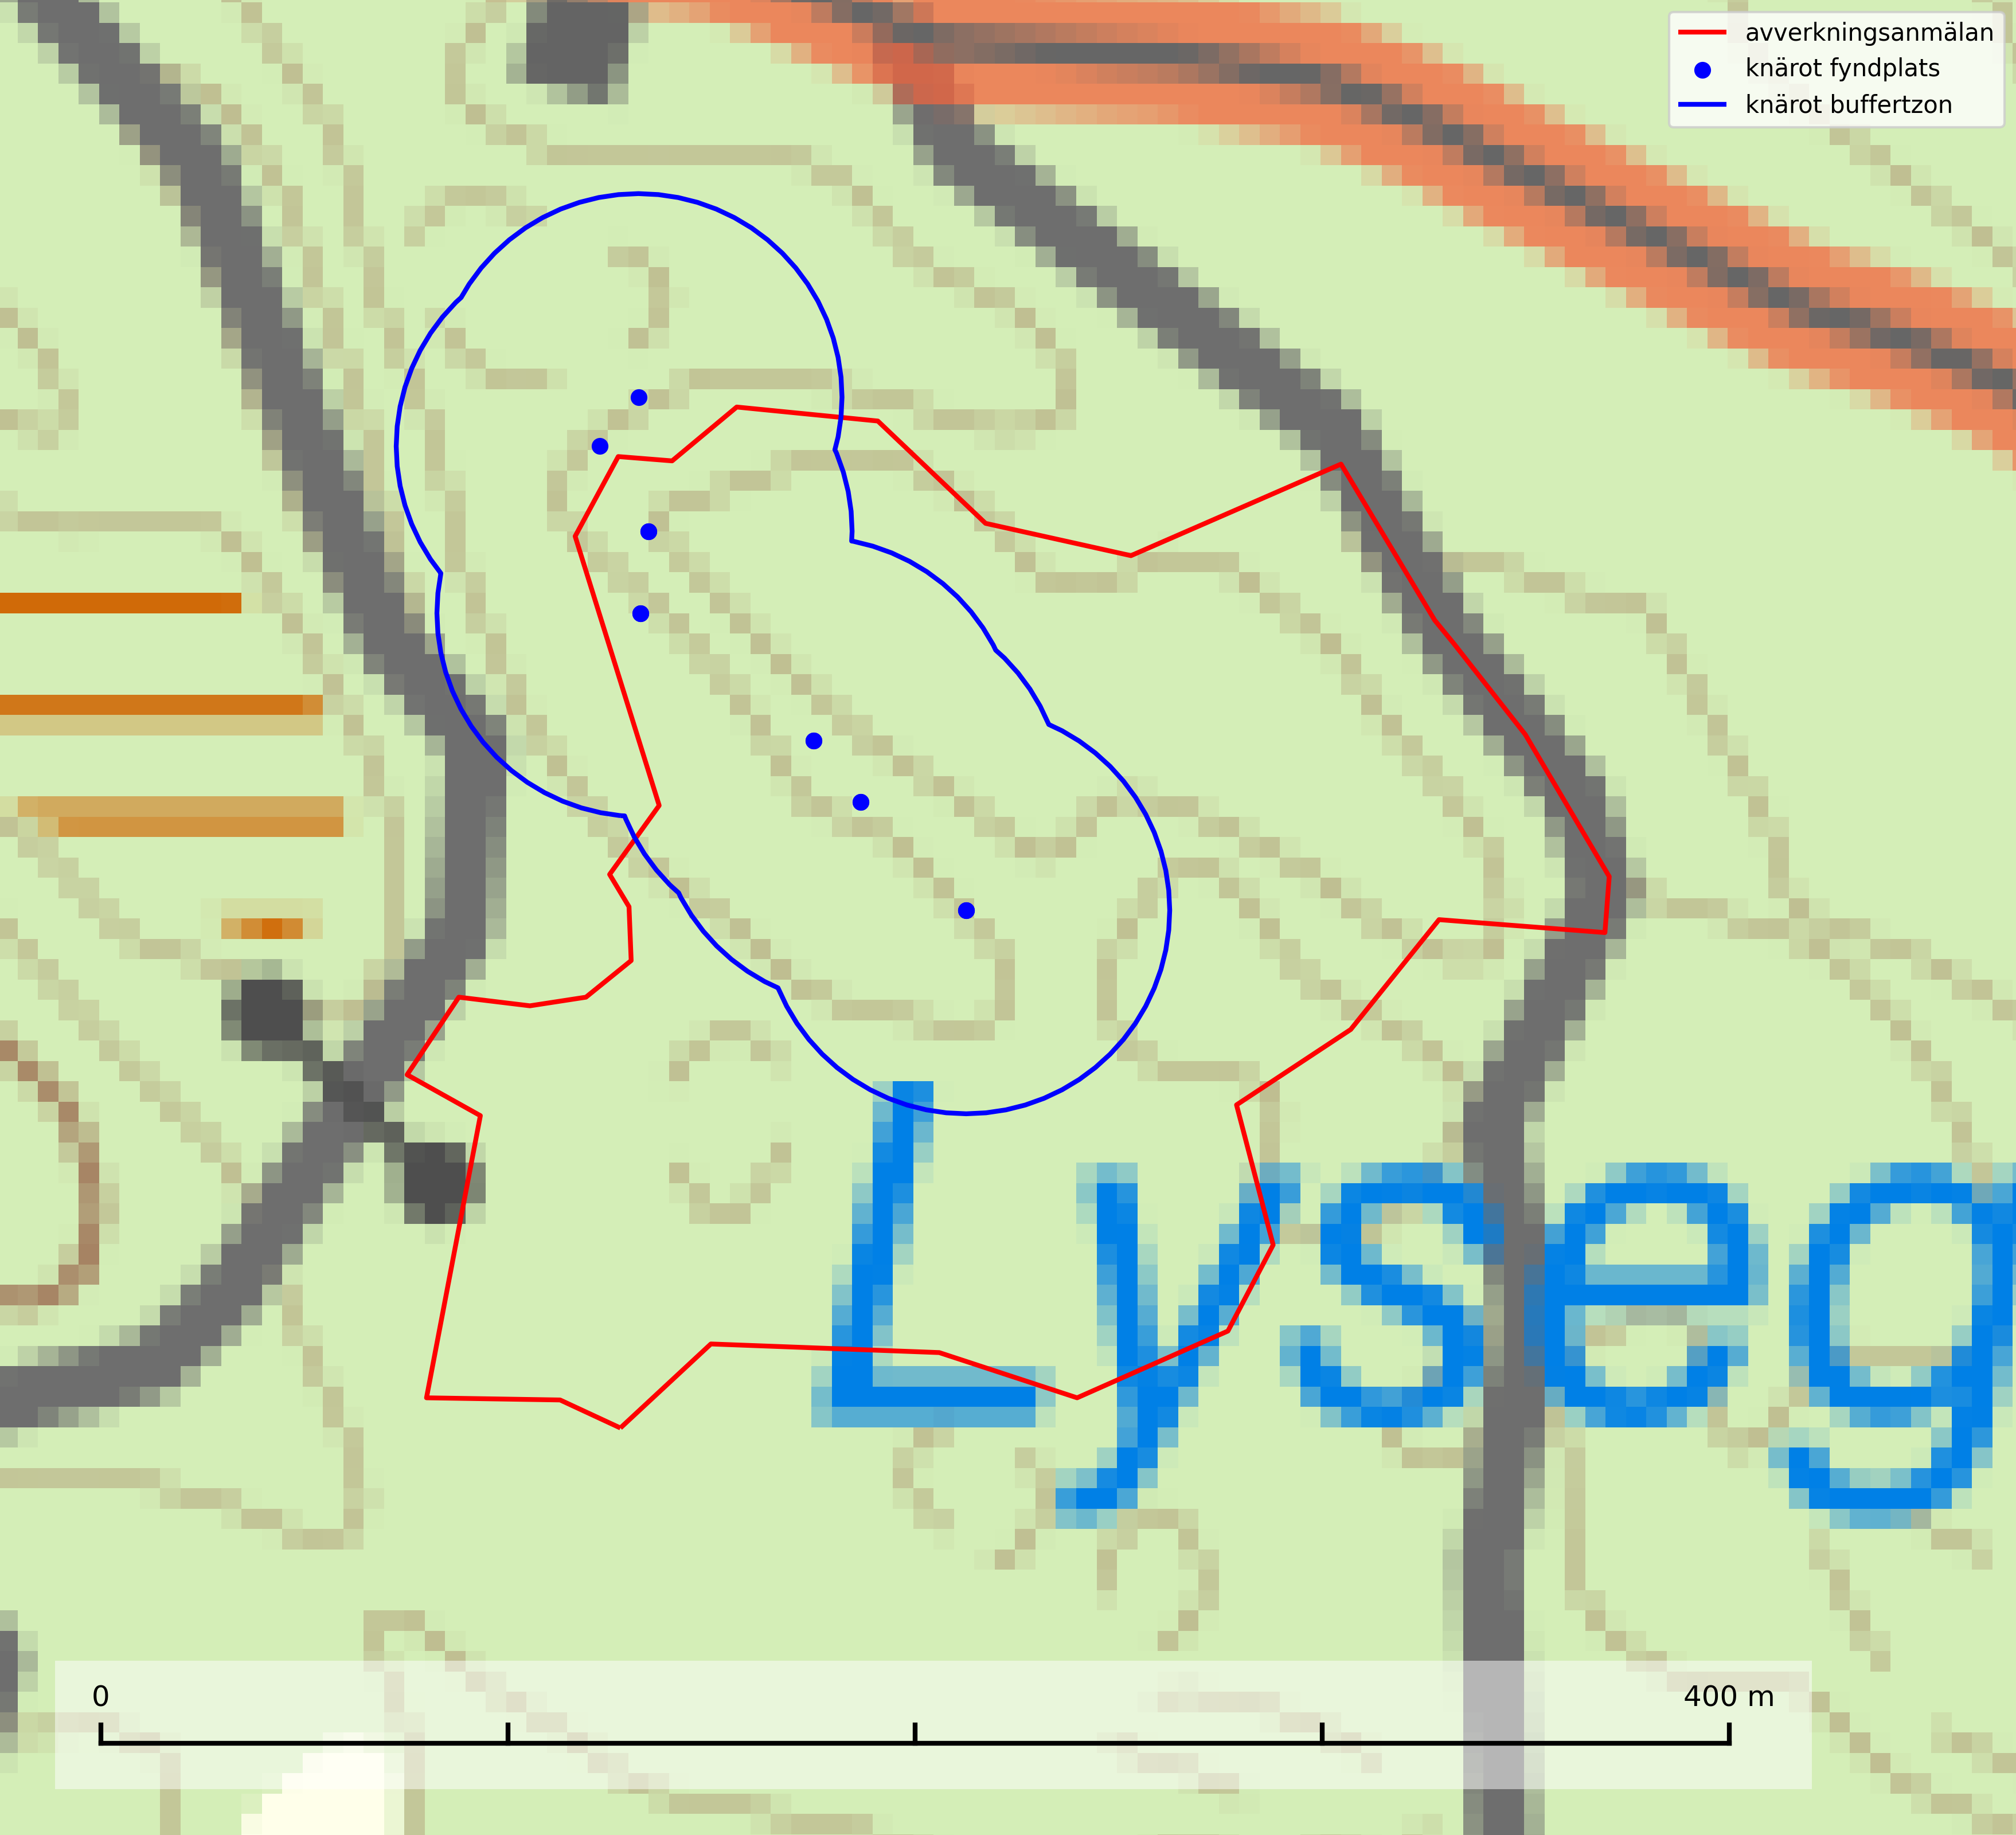 avverkningsanmälan
knärot fyndplats
knärot buffertzon
Lyseg
0 400 m